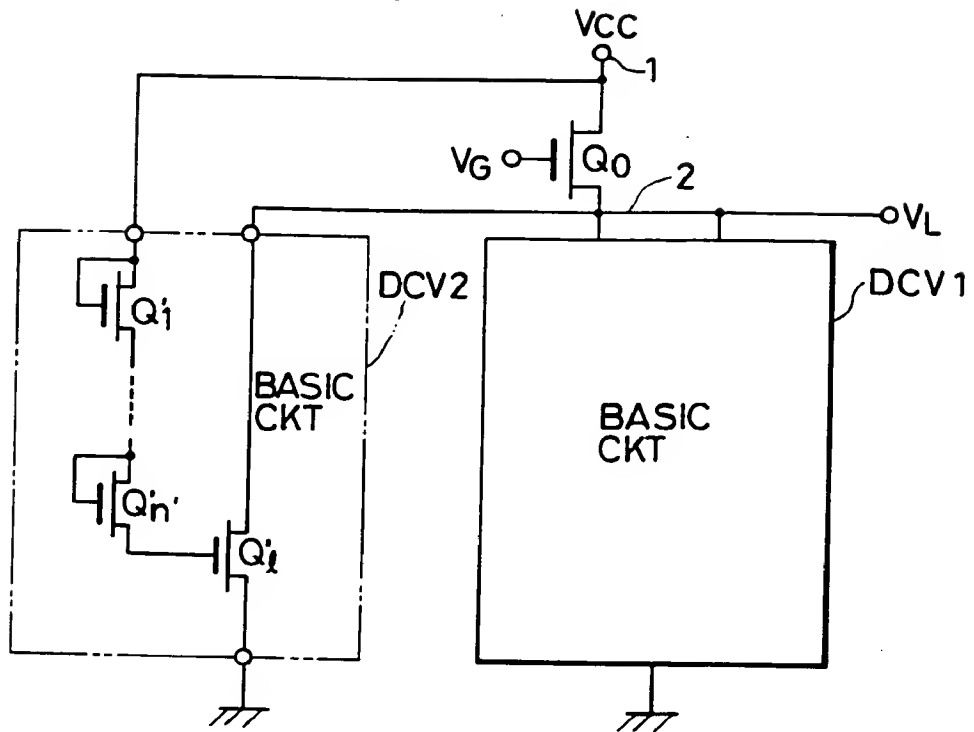 VCC
1
VG
Q0
2
VL
DCV2
DCV1
Q'1
BASIC
CKT
BASIC
CKT
Q'n'
Q'ℓ